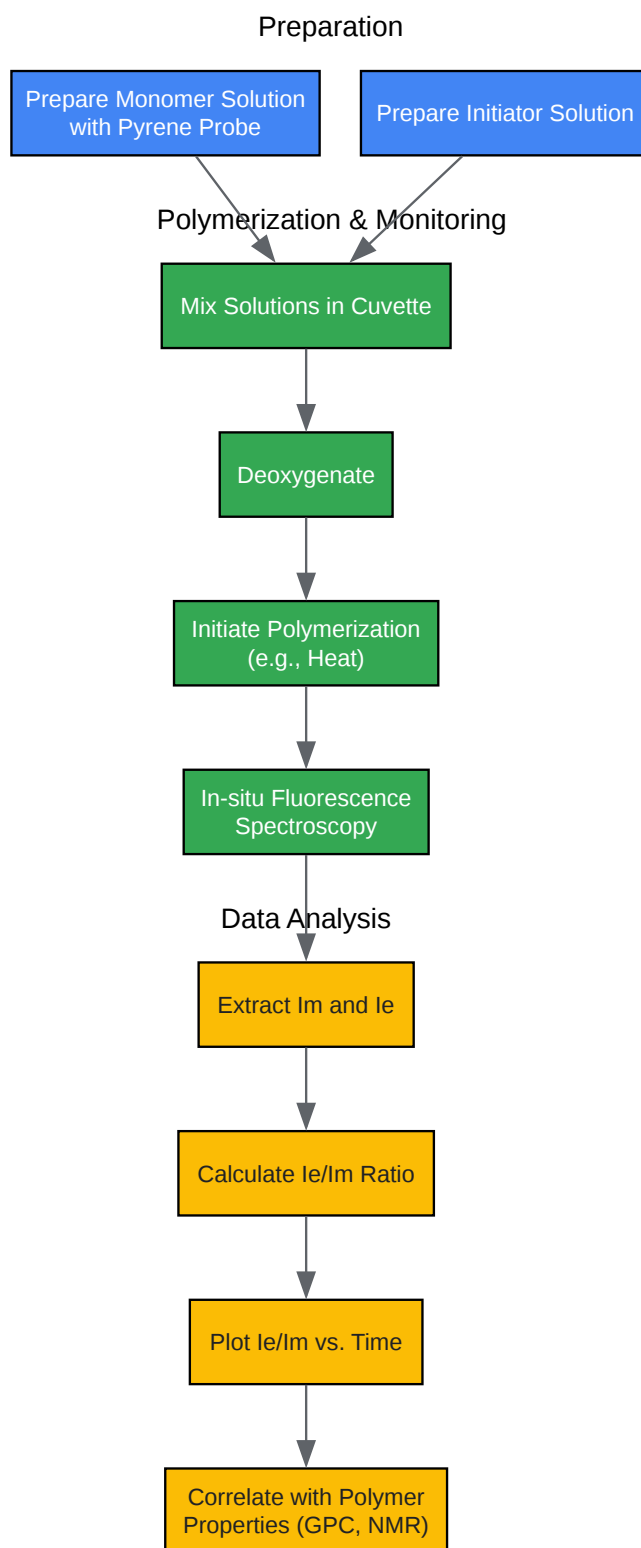 Preparation
Prepare Monomer Solution
with Pyrene Probe
Prepare Initiator Solution
Polymerization & Monitoring
Mix Solutions in Cuvette
Deoxygenate
Initiate Polymerization
(e.g., Heat)
In-situ Fluorescence
Spectroscopy
Data Analysis
Extract Im and Ie
Calculate Ie/Im Ratio
Plot Ie/Im vs. Time
Correlate with Polymer
Properties (GPC, NMR)